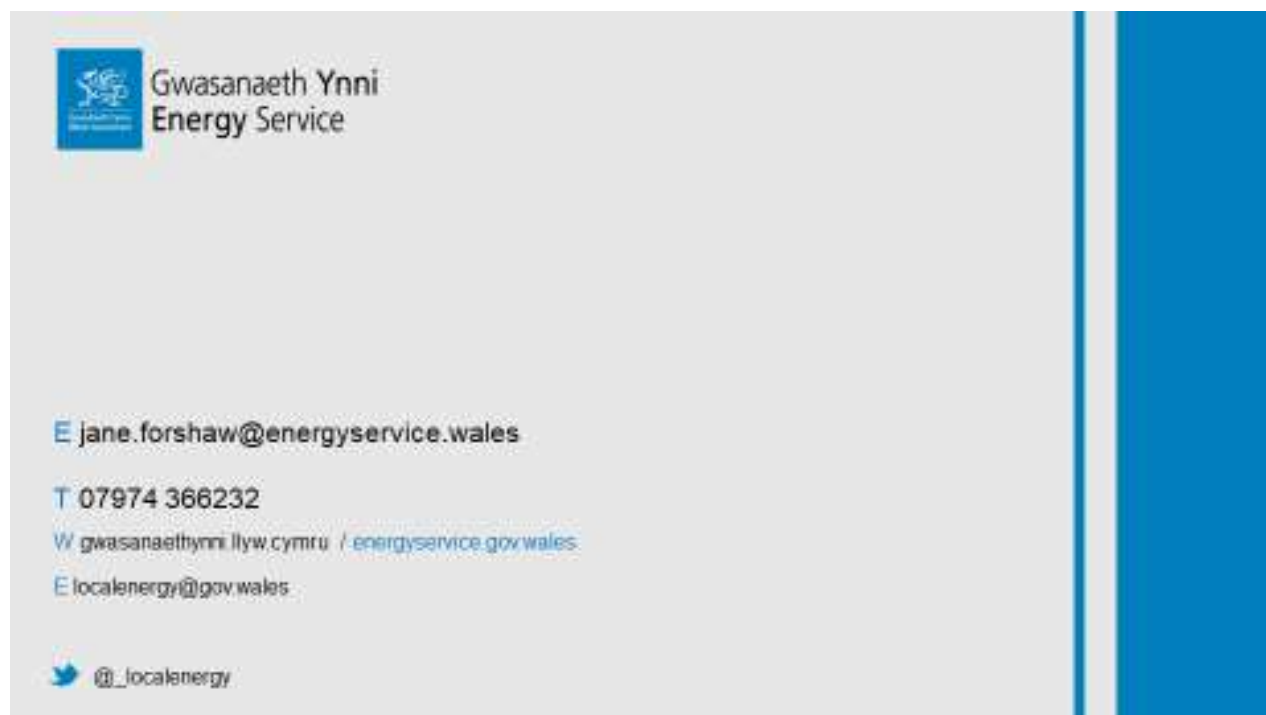 Gwasanaeth Ynni
Energy Service
E jane.forshaw@energyservice.wales
T 07974 366232
W gwasanaethynni.llyw.cymru / energyservice.gov.wales
E localenergy@gov.wales
@_localenergy